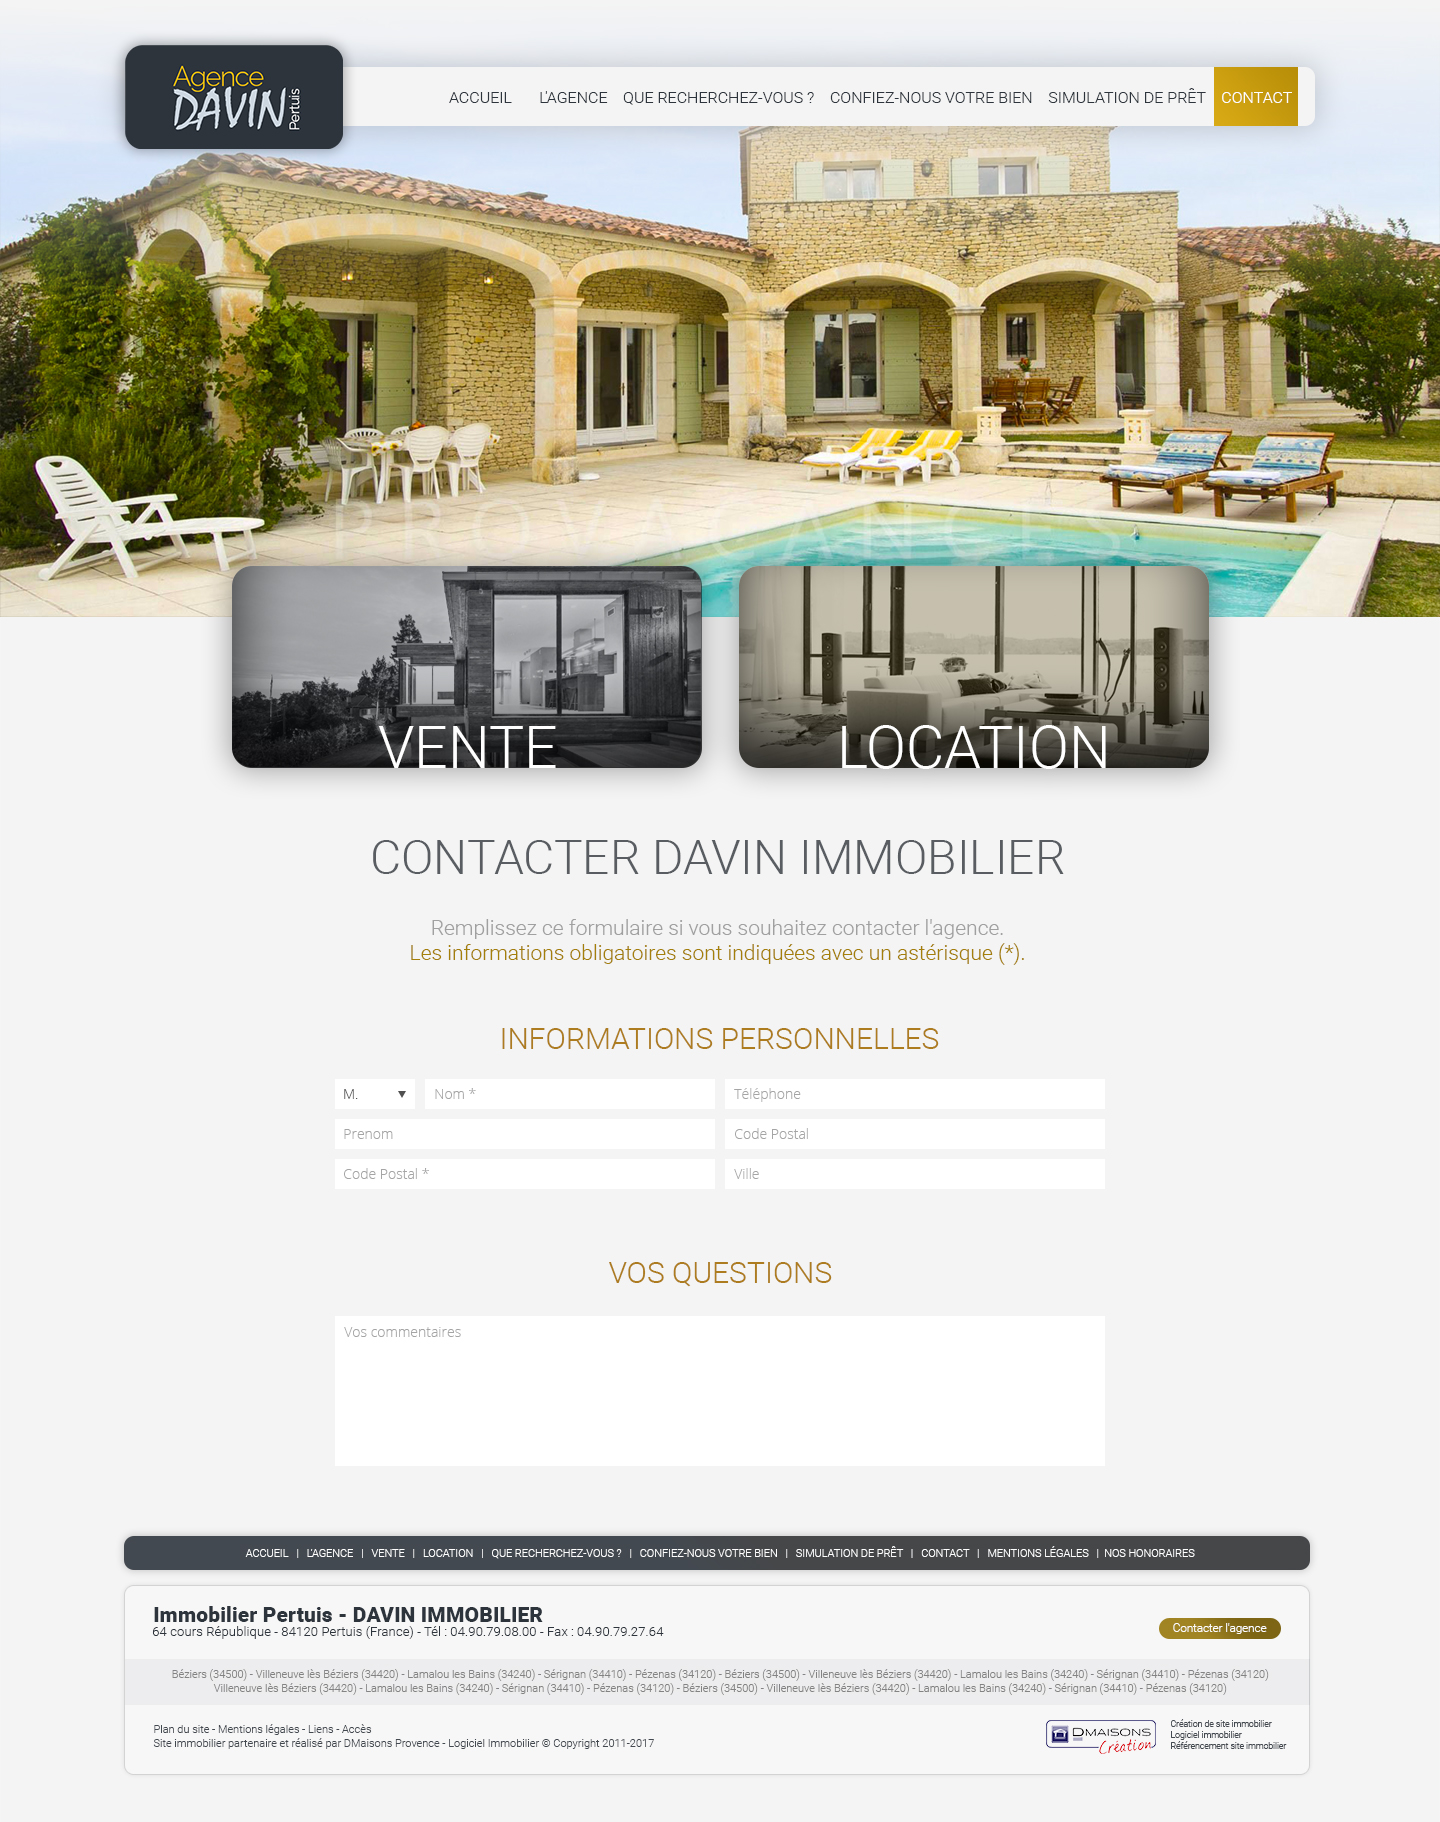 Agence
DAVIN
Pertuis
ACCUEIL
L'AGENCE
QUE RECHERCHEZ-VOUS ?
CONFIEZ-NOUS VOTRE BIEN
SIMULATION DE PRÊT
CONTACT
PROVACANCES
VENTE
LOCATION
CONTACTER DAVIN IMMOBILIER
Remplissez ce formulaire si vous souhaitez contacter l'agence.
Les informations obligatoires sont indiquées avec un astérisque (*).
INFORMATIONS PERSONNELLES
M.
Nom *
Téléphone
Prenom
Code Postal
Code Postal *
Ville
VOS QUESTIONS
Vos commentaires
ACCUEIL | L'AGENCE | VENTE | LOCATION | QUE RECHERCHEZ-VOUS ? | CONFIEZ-NOUS VOTRE BIEN | SIMULATION DE PRÊT | CONTACT | MENTIONS LÉGALES | NOS HONORAIRES
Immobilier Pertuis - DAVIN IMMOBILIER
64 cours République - 84120 Pertuis (France) - Tél : 04.90.79.08.00 - Fax : 04.90.79.27.64
Contacter l'agence
Béziers (34500) - Villeneuve lès Béziers (34420) - Lamalou les Bains (34240) - Sérignan (34410) - Pézenas (34120) - Béziers (34500) - Villeneuve lès Béziers (34420) - Lamalou les Bains (34240) - Sérignan (34410) - Pézenas (34120)
Villeneuve lès Béziers (34420) - Lamalou les Bains (34240) - Sérignan (34410) - Pézenas (34120) - Béziers (34500) - Villeneuve lès Béziers (34420) - Lamalou les Bains (34240) - Sérignan (34410) - Pézenas (34120)
Plan du site - Mentions légales - Liens - Accès
Site immobilier partenaire et réalisé par DMaisons Provence - Logiciel Immobilier © Copyright 2011-2017
DMAISONS
Création
Création de site immobilier
Logiciel immobilier
Référencement site immobilier